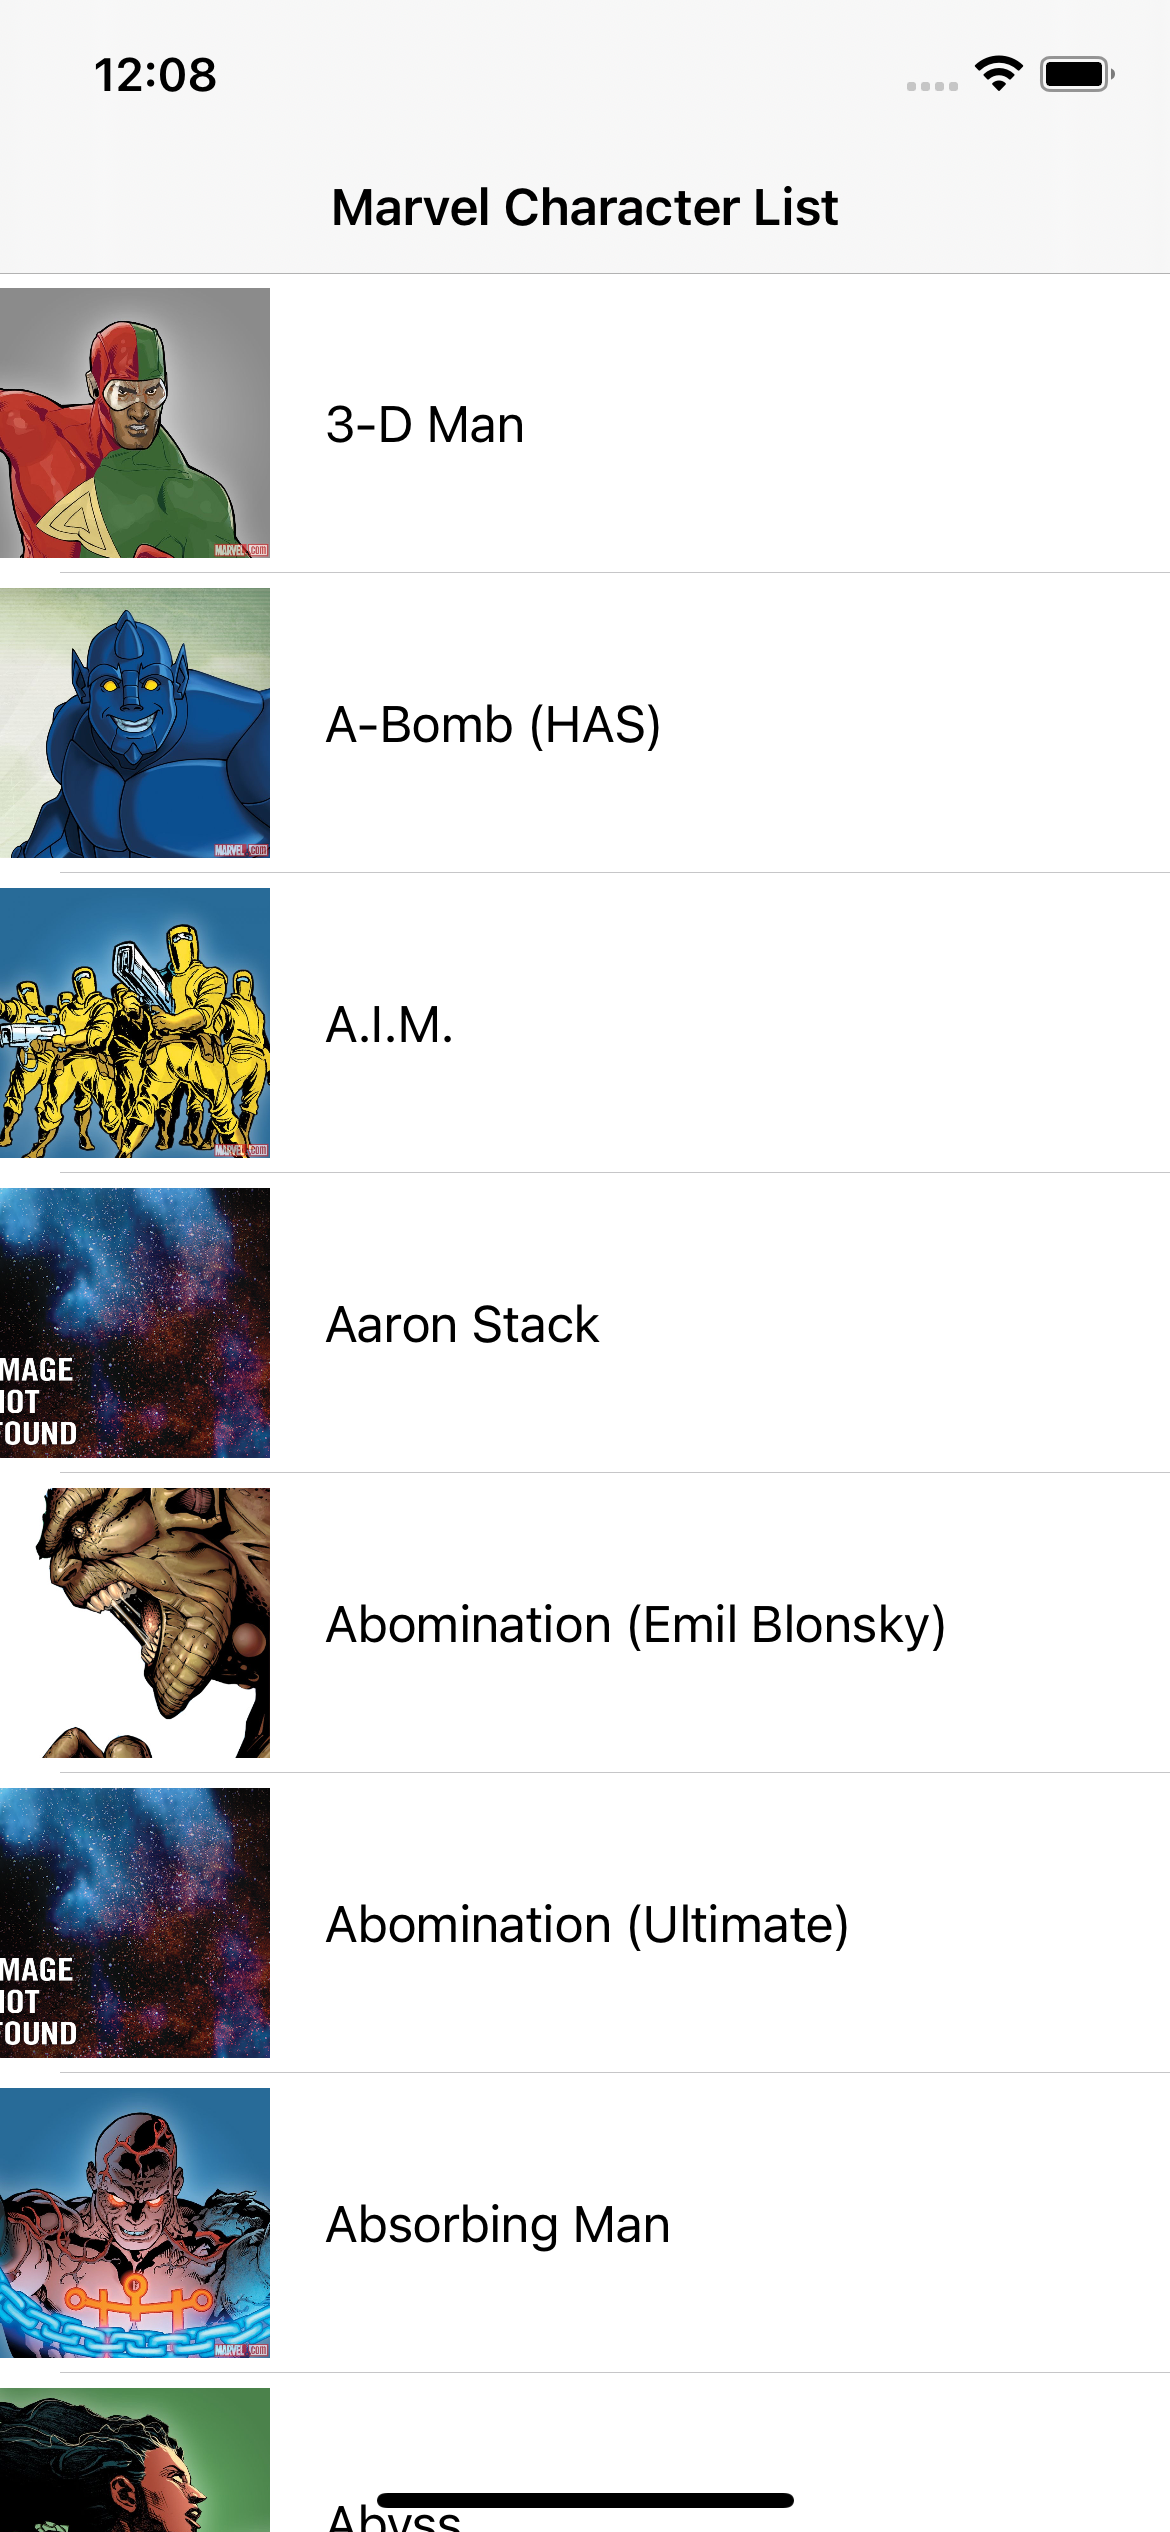 12:08
Marvel Character List
MARVEL .COM
3-D Man
MARVEL .COM
A-Bomb (HAS)
MARVEL .COM
A.I.M.
MAGE
IOT
OUND
Aaron Stack
Abomination (Emil Blonsky)
MAGE
IOT
OUND
Abomination (Ultimate)
MARVEL .COM
Absorbing Man
Abyss